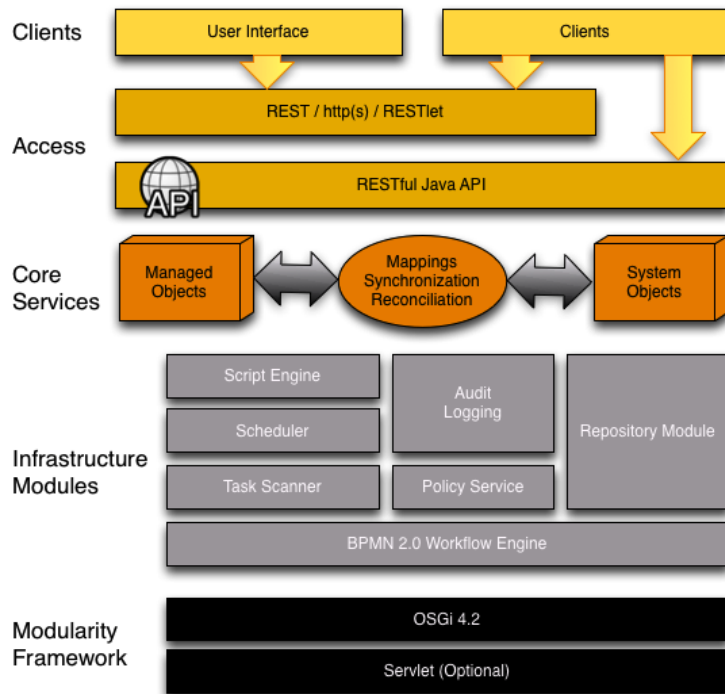 Clients
User Interface
Clients
Access
REST / http(s) / RESTlet
API
RESTful Java API
Core
Services
Managed
Objects
Mappings
Synchronization
Reconciliation
System
Objects
Infrastructure
Modules
Script Engine
Audit
Logging
Repository Module
Scheduler
Task Scanner
Policy Service
BPMN 2.0 Workflow Engine
Modularity
Framework
OSGi 4.2
Servlet (Optional)